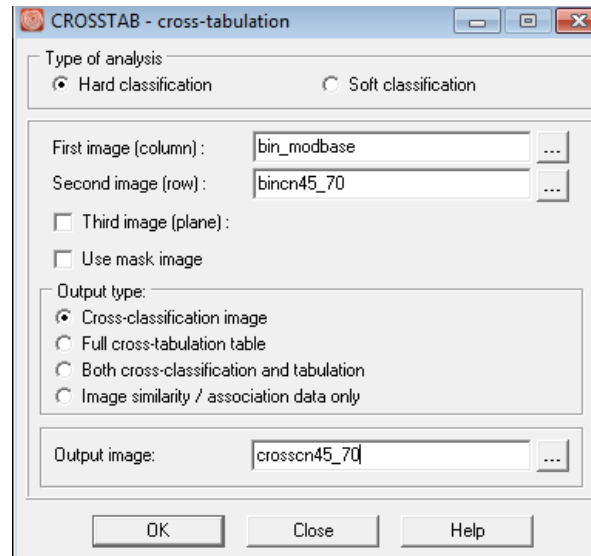 CROSSTAB - cross-tabulation
Type of analysis
Hard classification
Soft classification
First image (column) :
bin_modbase
...
Second image (row) :
bincn45_70
...
Third image (plane) :
Use mask image
Output type:
Cross-classification image
Full cross-tabulation table
Both cross-classification and tabulation
Image similarity / association data only
Output image:
crosscn45_70
...
OK
Close
Help